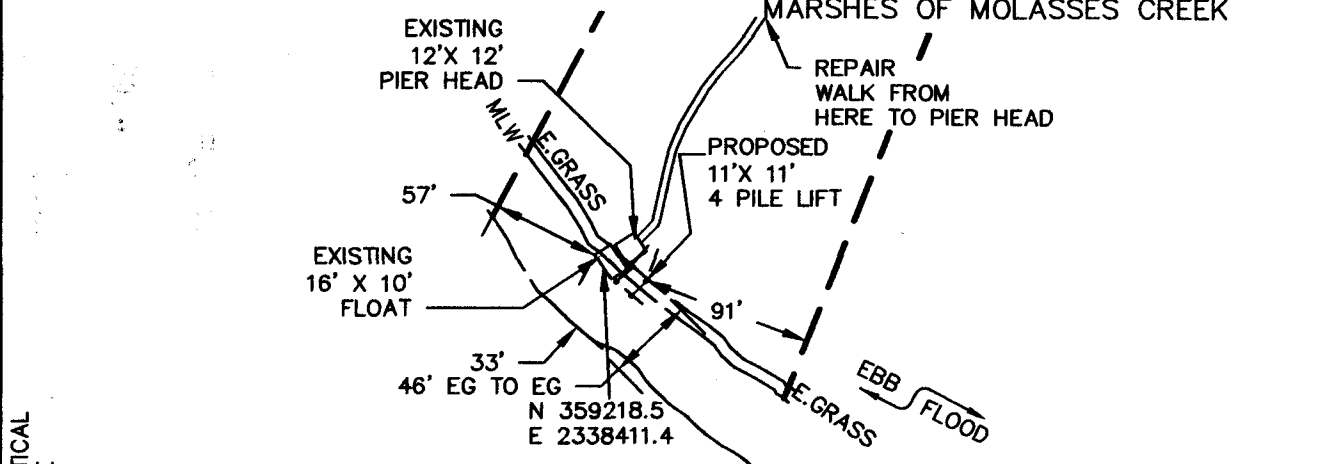 MARSHES OF MOLASSES CREEK
EXISTING
12'X 12'
PIER HEAD
REPAIR
WALK FROM
HERE TO PIER HEAD
MLW
E.GRASS
PROPOSED
11'X 11'
4 PILE LIFT
57'
EXISTING
16' X 10'
FLOAT
91'
33'
46' EG TO EG
N 359218.5
E 2338411.4
E.GRASS
EBB
FLOOD
TICAL